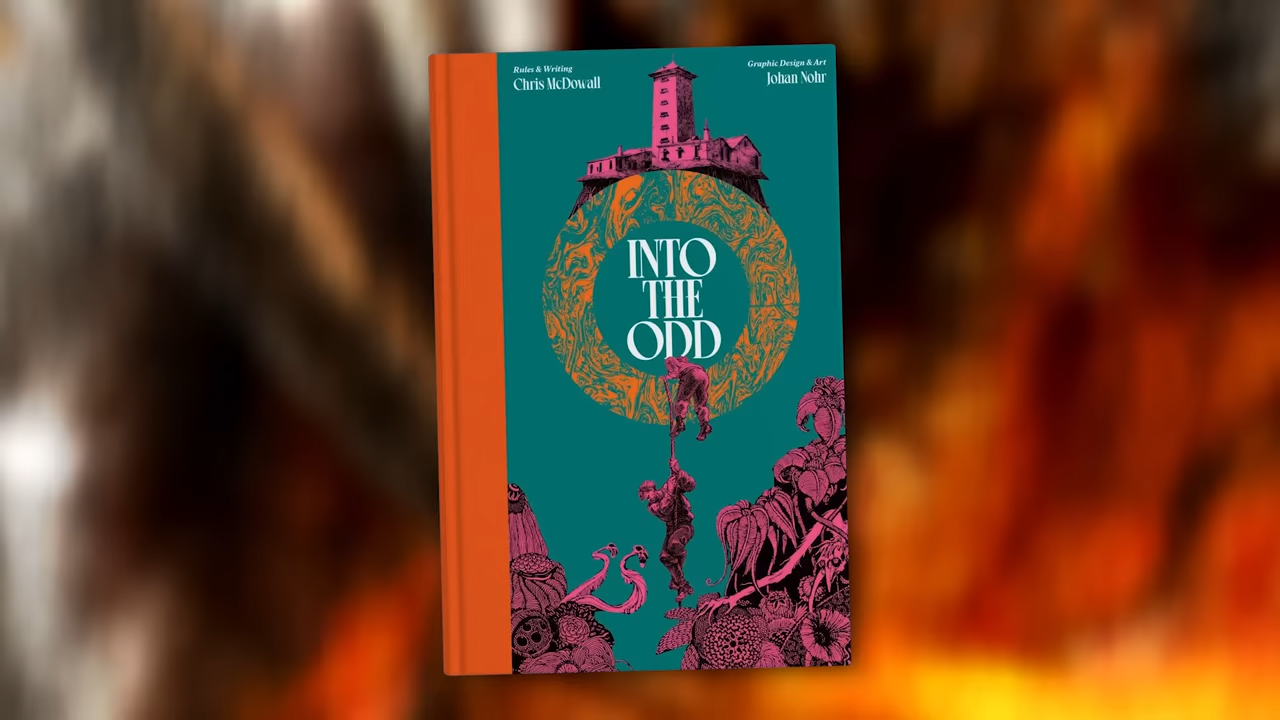 Rules & Writing
Chris McDowall
Graphic Design & Art
Johan Nohr
INTO
THE
ODD